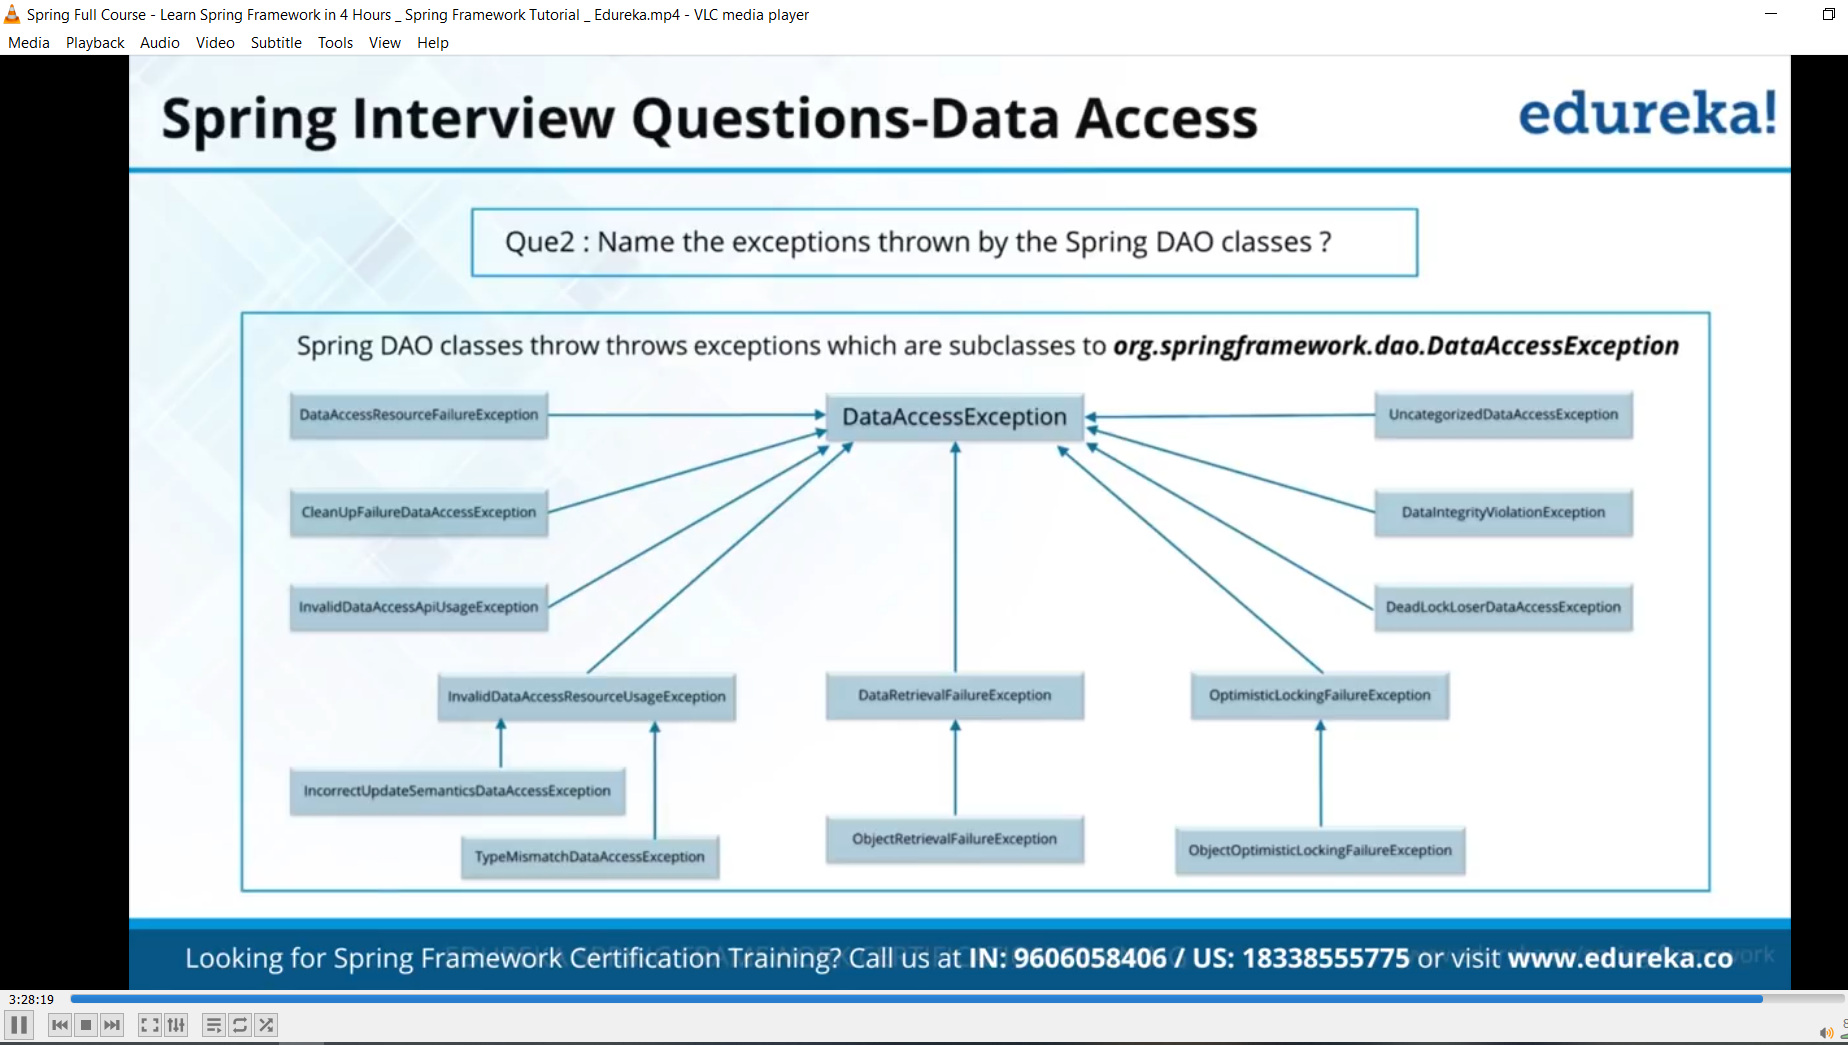 Spring Full Course - Learn Spring Framework in 4 Hours _ Spring Framework Tutorial _ Edureka.mp4 - VLC media player
Media Playback Audio Video Subtitle Tools View Help
Spring Interview Questions-Data Access
edureka!
Que2 : Name the exceptions thrown by the Spring DAO classes ?
Spring DAO classes throw throws exceptions which are subclasses to org.springframework.dao.DataAccessException
DataAccessResourceFailureException
DataAccessException
UncategorizedDataAccessException
CleanUpFailureDataAccessException
DataIntegrityViolationException
InvalidDataAccessApiUsageException
DeadLockLoserDataAccessException
InvalidDataAccessResourceUsageException
DataRetrievalFailureException
OptimisticLockingFailureException
IncorrectUpdateSemanticsDataAccessException
TypeMismatchDataAccessException
ObjectRetrievalFailureException
ObjectOptimisticLockingFailureException
Looking for Spring Framework Certification Training? Call us at IN: 9606058406 / US: 18338555775 or visit www.edureka.co
3:28:19